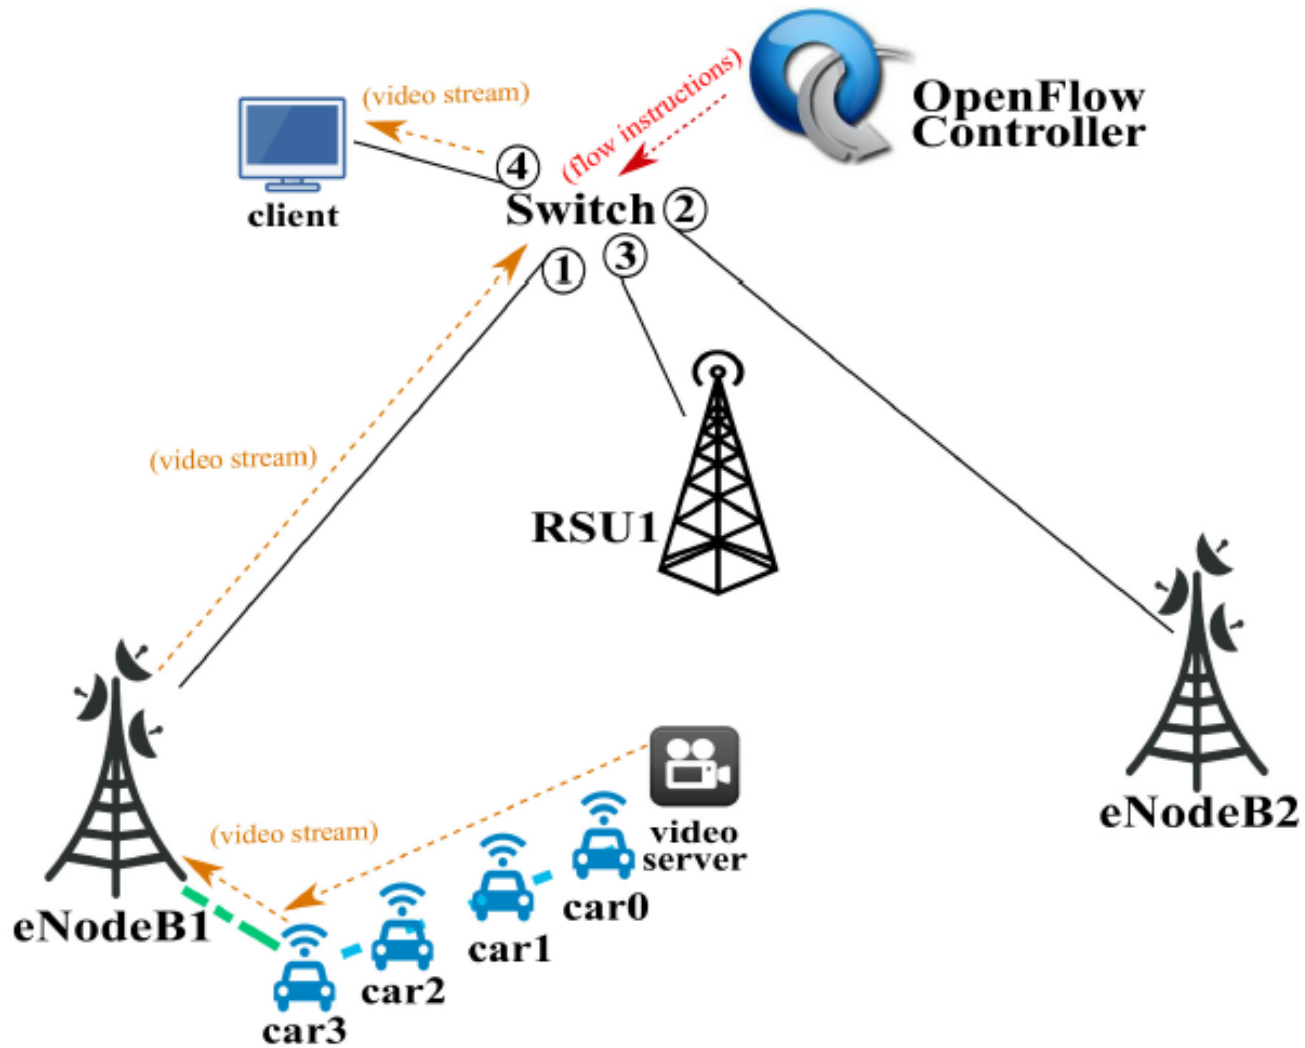 (video stream)
(flow instructions)
OpenFlow
Controller
client
4
Switch
2
1
3
(video stream)
RSU1
eNodeB2
(video stream)
video
server
eNodeB1
car0
car1
car2
car3